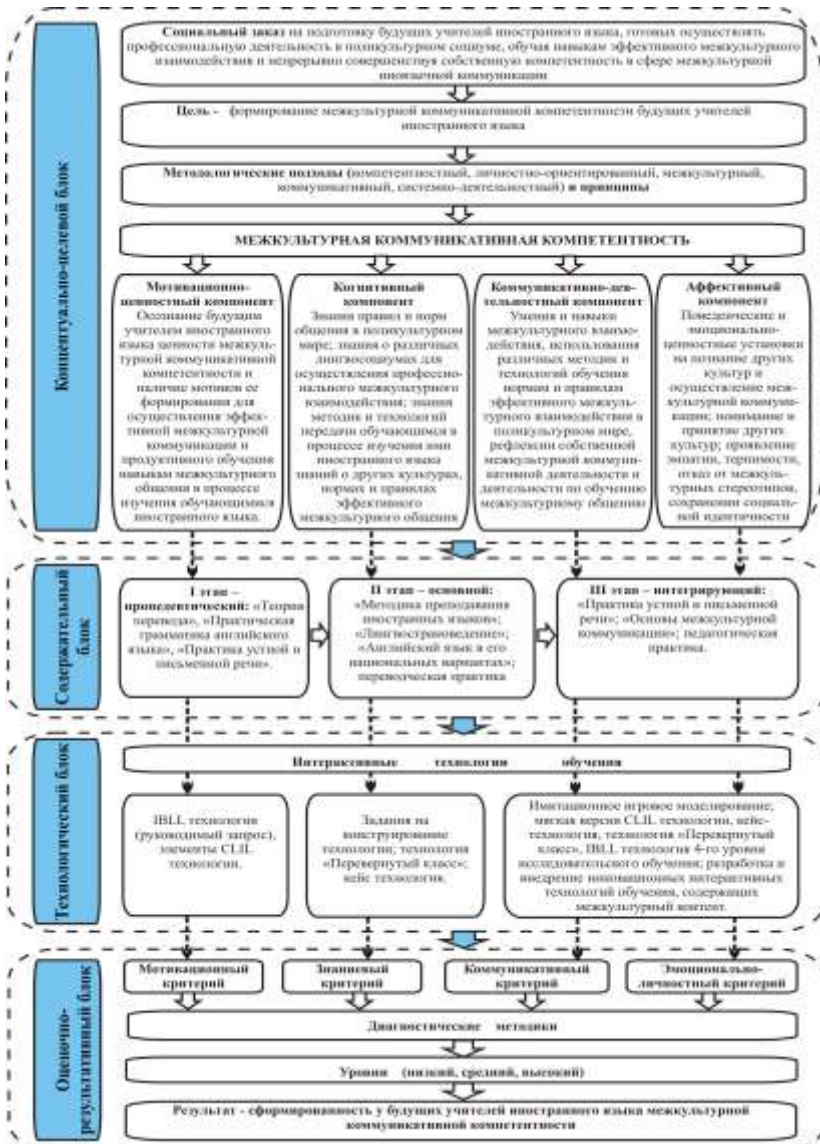 Концептуально-целевой блок
Социальный заказ на подготовку будущих учителей иностранного языка, готовых осуществлять
профессиональную деятельность в поликультурном социуме, обучая навыкам эффективного межкультурного
взаимодействия и непрерывно совершенствуя собственную компетентность в сфере межкультурной
иноязычной коммуникации
Цель - формирование межкультурной коммуникативной компетентности будущих учителей
иностранного языка
Методологические подходы (компетентностный, личностно-ориентированный, межкультурный,
коммуникативный, системно-деятельностный) и принципы
МЕЖКУЛЬТУРНАЯ КОММУНИКАТИВНАЯ КОМПЕТЕНТНОСТЬ
Мотивационно-
ценностный компонент
Осознание будущим
учителем иностранного
языка ценности межкуль-
турной коммуникативной
компетентности и
наличие мотивов ее
формирования для
осуществления эффек-
тивной межкультурной
коммуникации и
продуктивного обучения
навыкам межкультурного
общения в процессе
изучения обучающимися
иностранного языка.
Когнитивный
компонент
Знания правил и норм
общения в поликультурном
мире; знания о различных
лингвосоциумах для
осуществления профессио-
нального межкультурного
взаимодействия; знания
методик и технологий
передачи обучающимся в
процессе изучения ими
иностранного языка
знаний о других культурах,
нормах и правилах
эффективного
межкультурного общения
Коммуникативно-дея-
тельностный компонент
Умения и навыки
межкультурного взаимо-
действия, использования
различных методик и
технологий обучения
нормам и правилам
эффективного межкуль-
турного взаимодействия в
поликультурном мире,
рефлексии собственной
межкультурной коммуни-
кативной деятельности и
деятельности по обучению
межкультурному общению
Аффективный
компонент
Поведенческие и
эмоционально-
ценностные установки
на познание других
культур и
осуществление меж-
культурной коммуни-
кации; понимание и
принятие других
культур; проявление
эмпатии, терпимости,
отказ от межкуль-
турных стереотипов,
сохранение социаль-
ной идентичности
Содержательный
блок
I этап –
пропедевтический: «Теория
перевода», «Практическая
грамматика английского
языка», «Практика устной и
письменной речи».
II этап – основной:
«Методика преподавания
иностранных языков»;
«Лингвострановедение»;
«Английский язык в его
национальных вариантах»;
переводческая практика
III этап – интегрирующий:
«Практика устной и письменной
речи»; «Основы межкультурной
коммуникации»; педагогическая
практика.
Технологический блок
Интерактивные технологии обучения
IBLL технология
(руководимый запрос),
элементы CLIL
технологии.
Задания на
конструирование
технологии; технология
«Перевернутый класс»;
кейс технология.
Имитационное игровое моделирование;
мягкая версия CLIL технологии, кейс-
технология, технология «Перевернутый
класс», IBLL технология 4-го уровня
исследовательского обучения; разработка и
внедрение инновационных интерактивных
технологий обучения, содержащих
межкультурный контент.
Оценочно-
результативный блок
Мотивационный
критерий
Знаниевый
критерий
Коммуникативный
критерий
Эмоционально-
личностный критерий
Диагностические методики
Уровни (низкий, средний, высокий)
Результат - сформированность у будущих учителей иностранного языка межкультурной
коммуникативной компетентности